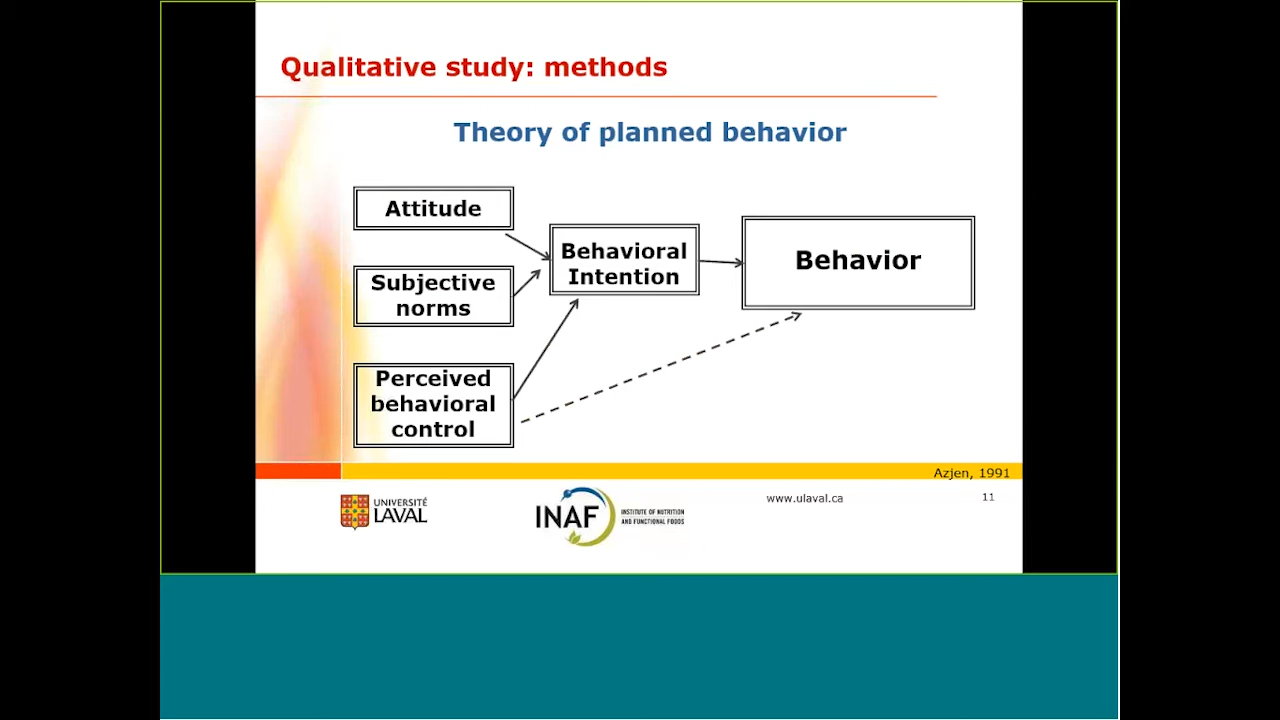 Qualitative study: methods
Theory of planned behavior
Attitude
Subjective
norms
Perceived
behavioral
control
Behavioral
Intention
Behavior
Azjen, 1991
UNIVERSITÉ
LAVAL
INAF
INSTITUTE OF NUTRITION
AND FUNCTIONAL FOODS
www.ulaval.ca
11